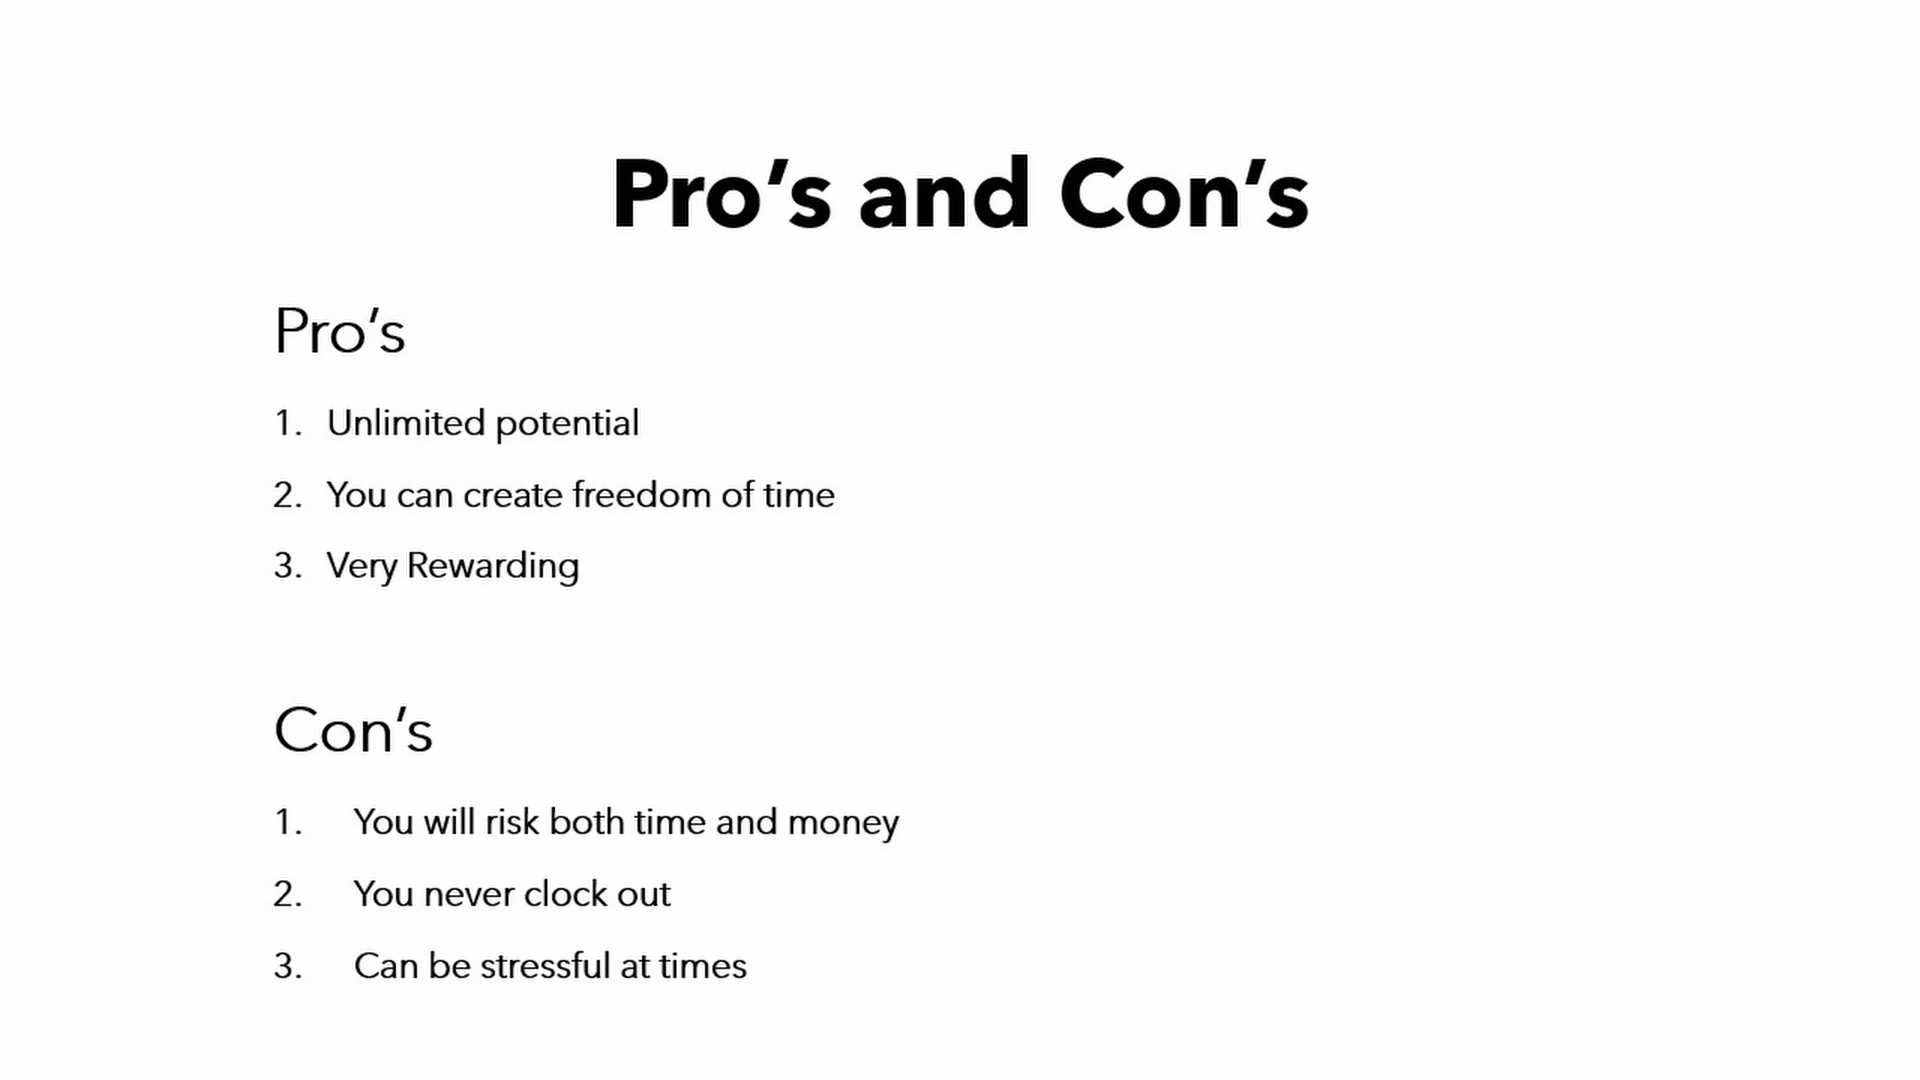 Pro’s and Con’s
Pro’s
1. Unlimited potential
2. You can create freedom of time
3. Very Rewarding
Con’s
1. You will risk both time and money
2. You never clock out
3. Can be stressful at times